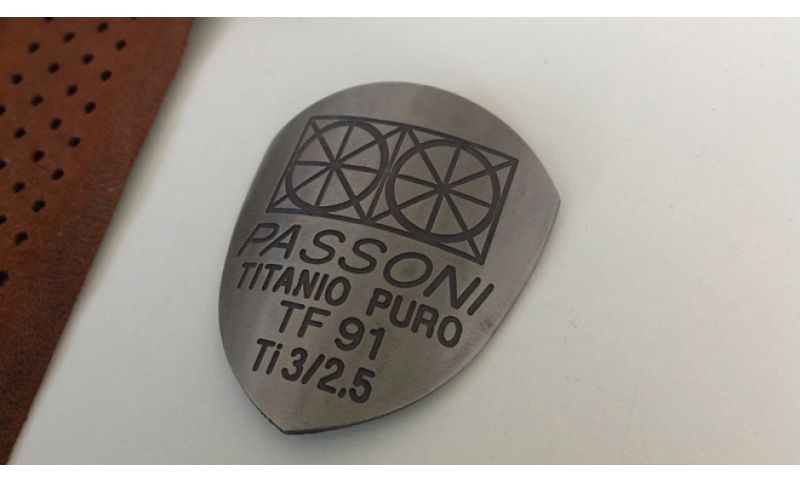 PASSONI
TITANIO PURO
TF 91
Ti 3/2.5